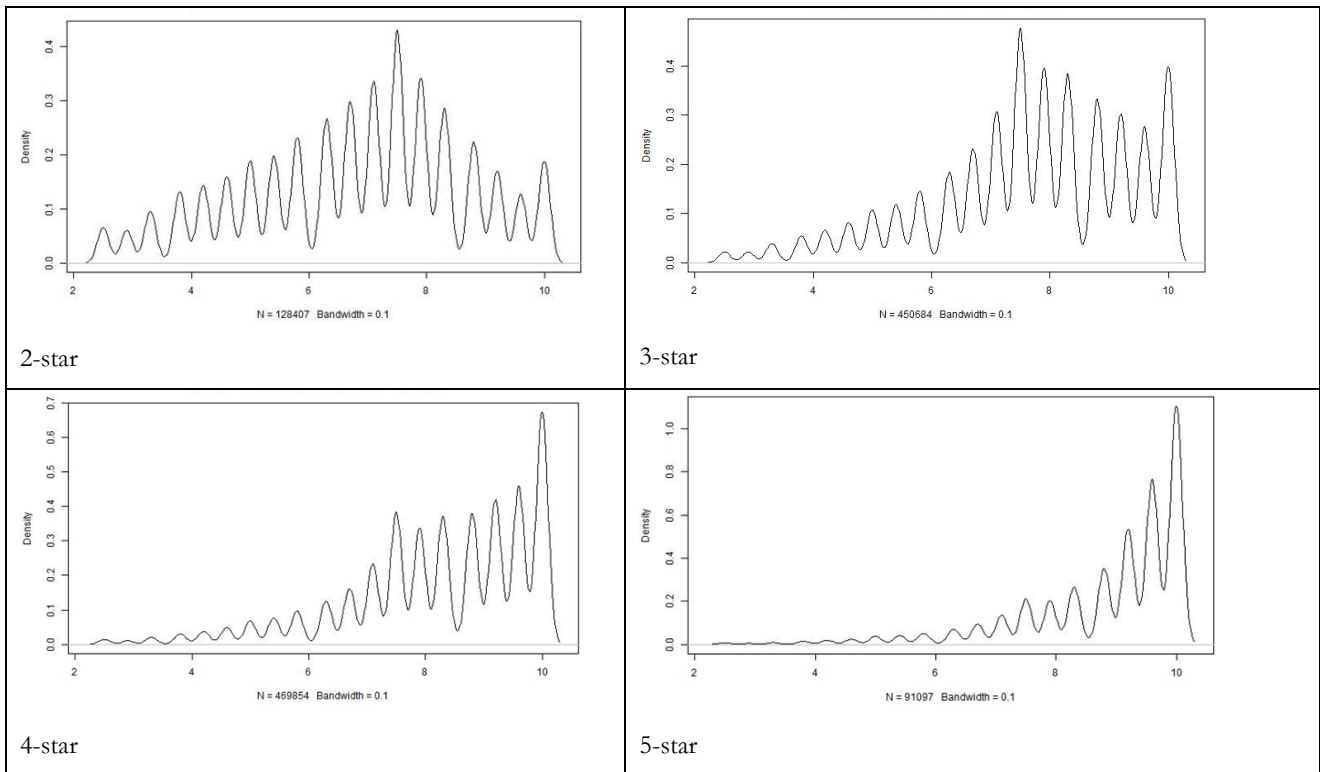 Density
0.4
0.3
0.2
0.1
0.0
2 4 6 8 10
N = 128407 Bandwidth = 0.1
2-star
Density
0.4
0.3
0.2
0.1
0.0
2 4 6 8 10
N = 450684 Bandwidth = 0.1
3-star
Density
0.7
0.6
0.5
0.4
0.3
0.2
0.1
0.0
2 4 6 8 10
N = 469854 Bandwidth = 0.1
4-star
Density
1.0
0.8
0.6
0.4
0.2
0.0
2 4 6 8 10
N = 91097 Bandwidth = 0.1
5-star